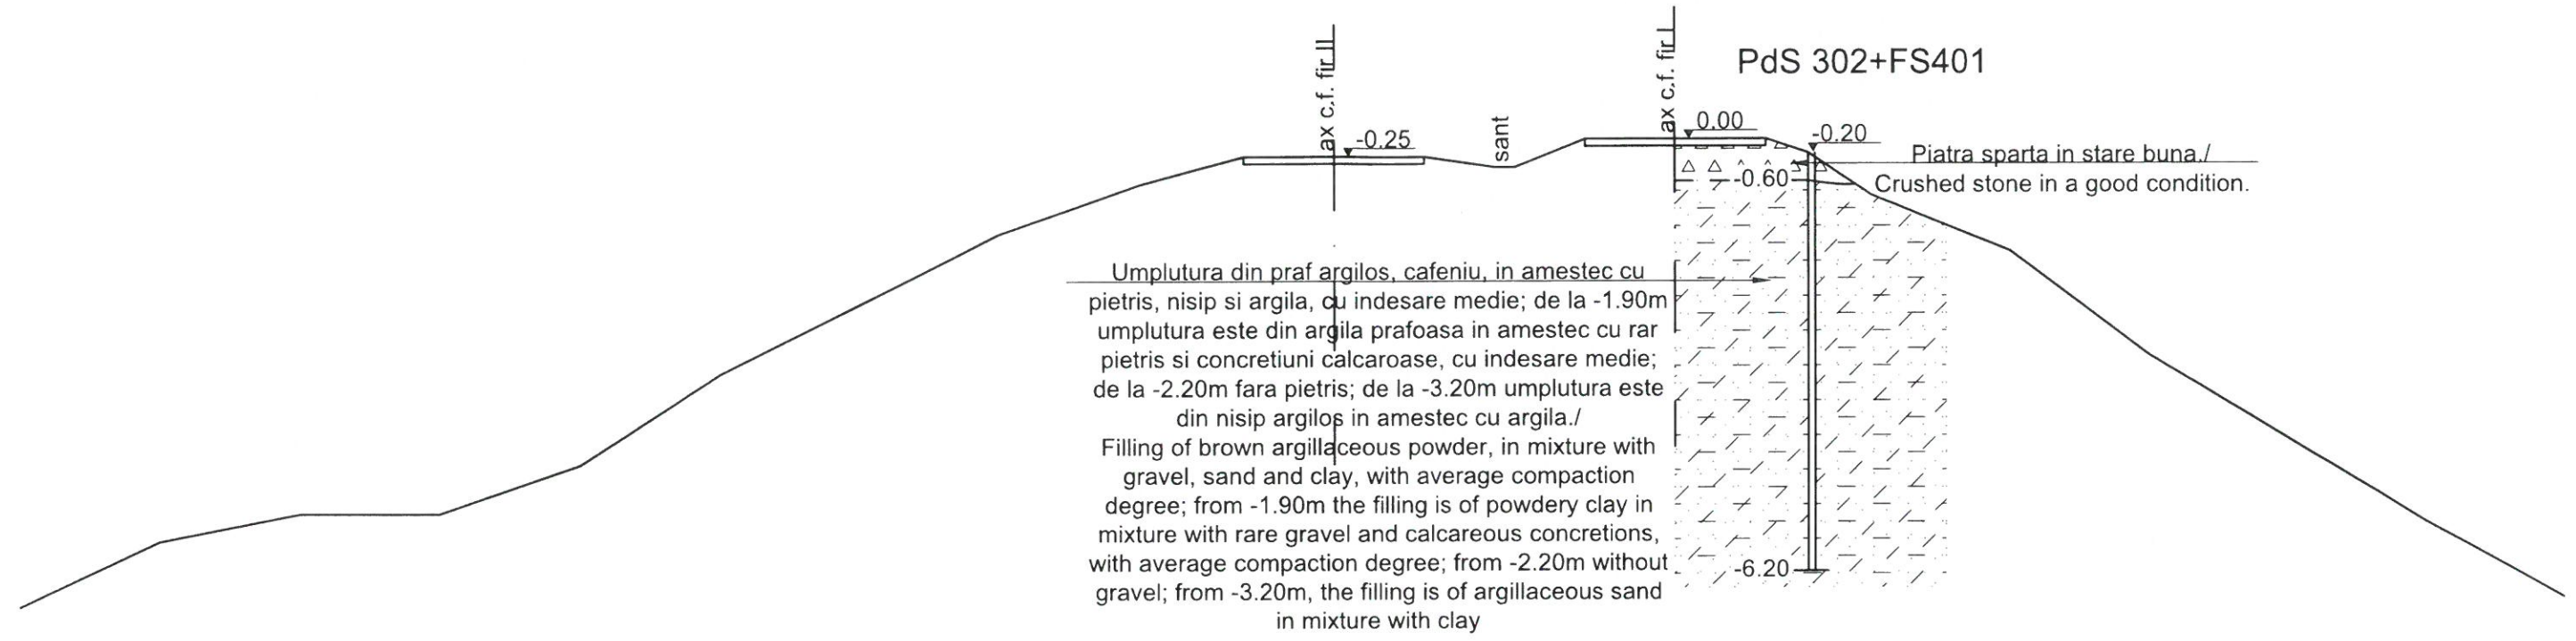 ax c.f. fir II
ax c.f. fir I
PdS 302+FS401
0.00
-0.20
-0.25
sant
Piatra sparta in stare buna./
Crushed stone in a good condition.
-0.60
Umplutura din praf argilos, cafeniu, in amestec cu
pietris, nisip si argila, cu indesare medie; de la -1.90m
umplutura este din argila prafoasa in amestec cu rar
pietris si concretiuni calcaroase, cu indesare medie;
de la -2.20m fara pietris; de la -3.20m umplutura este
din nisip argilos in amestec cu argila./
Filling of brown argillaceous powder, in mixture with
gravel, sand and clay, with average compaction
degree; from -1.90m the filling is of powdery clay in
mixture with rare gravel and calcareous concretions,
with average compaction degree; from -2.20m without
gravel; from -3.20m, the filling is of argillaceous sand
in mixture with clay
-6.20